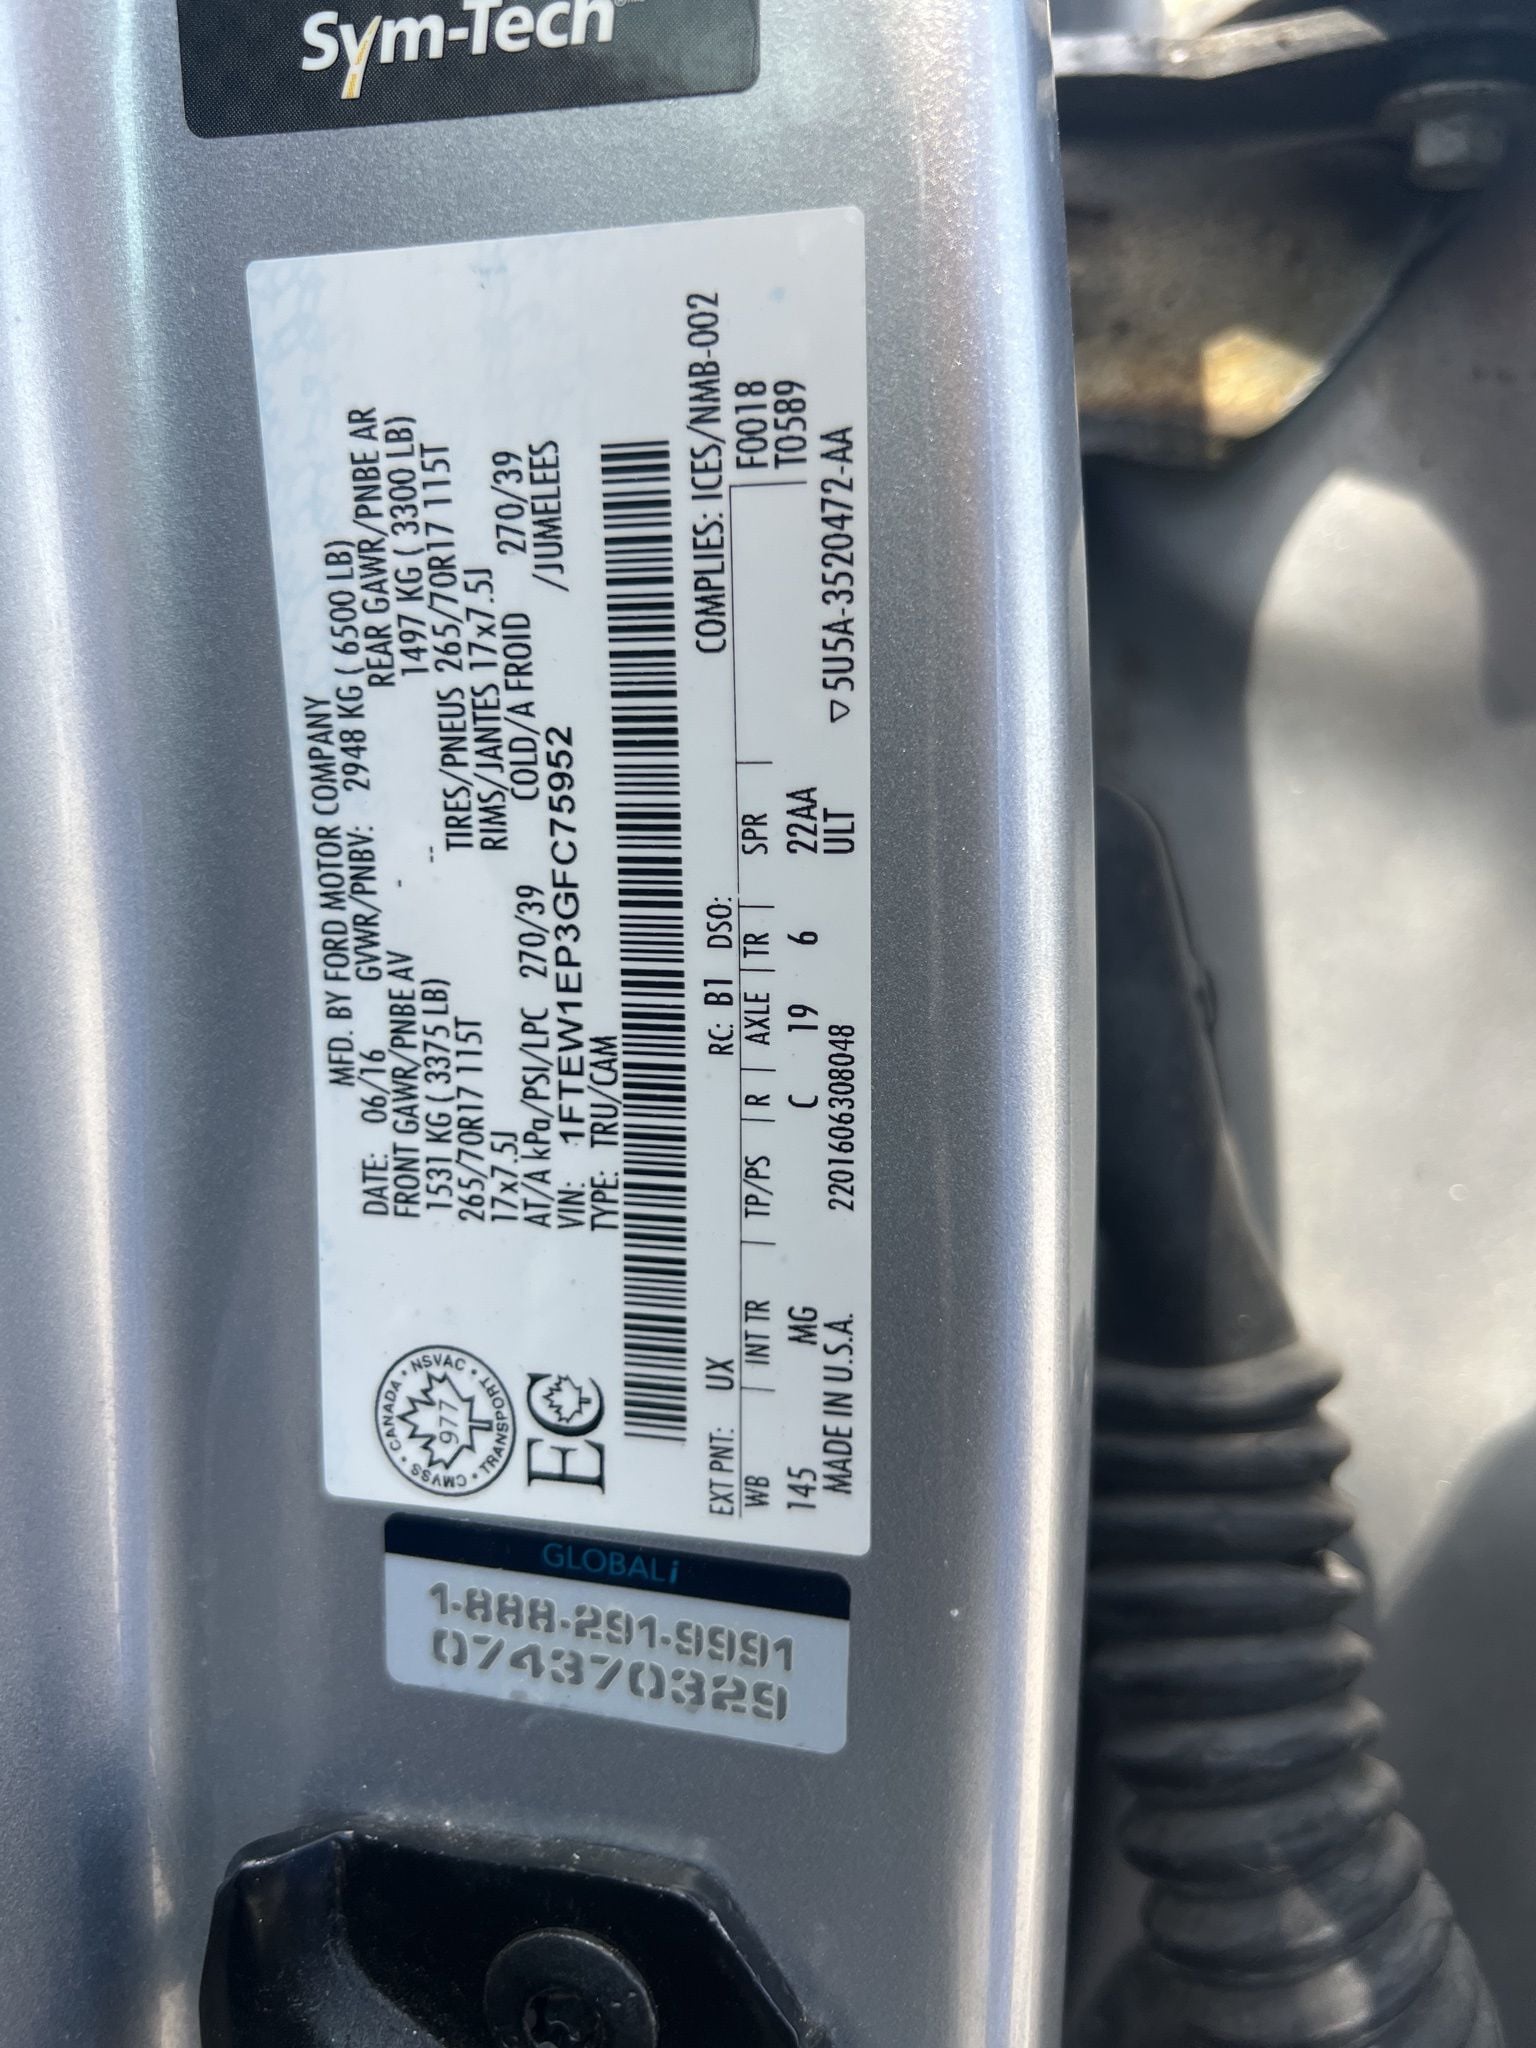 Sym-Tech
MFD. BY FORD MOTOR COMPANY
DATE: 06/16 GVWR/PNBV: 2948 KG ( 6500 LB)
FRONT GAWR/PNBE AV - REAR GAWR/PNBE AR
1531 KG ( 3375 LB) -- 1497 KG ( 3300 LB)
265/70R17 115T TIRES/PNEUS 265/70R17 115T
17x7.5J RIMS/JANTES 17x7.5J
AT/A kPa/PSI/LPC 270/39 COLD/A FROID 270/39
VIN: 1FTEW1EP3GFC75952 /JUMELEES
TYPE: TRU/CAM
CMVSS • CANADA • NSVAC • TRANSPORT •
977
EC
COMPLIES: ICES/NMB-002
EXT PNT: UX RC: B1 DSO: F0018
WB INT TR TP/PS R AXLE TR SPR T0589
145 MG C 19 6 22AA
MADE IN U.S.A. 2201606308048 ULT ▽5U5A-3520472-AA
GLOBALi
1-888-291-9991
074370329